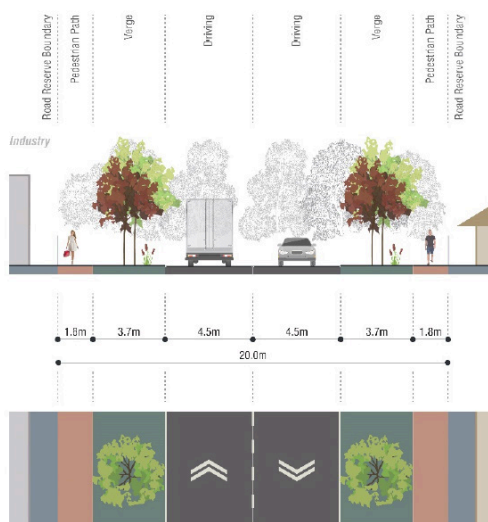 Road Reserve Boundary
Pedestrian Path
Verge
Driving
Driving
Verge
Pedestrian Path
Road Reserve Boundary
Industry
1.8m 3.7m 4.5m 4.5m 3.7m 1.8m
20.0m